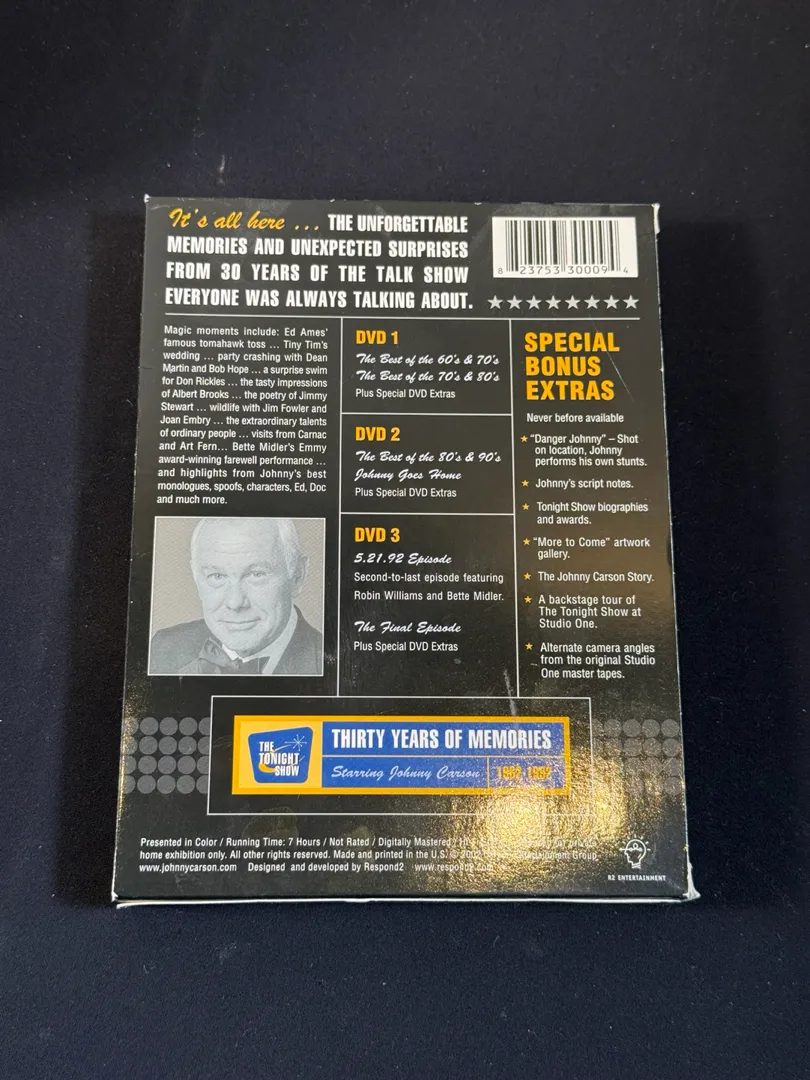 It's all here ... THE UNFORGETTABLE
MEMORIES AND UNEXPECTED SURPRISES
FROM 30 YEARS OF THE TALK SHOW
EVERYONE WAS ALWAYS TALKING ABOUT.
8 23753 30009 4
Magic moments include: Ed Ames'
famous tomahawk toss ... Tiny Tim's
wedding ... party crashing with Dean
Martin and Bob Hope ... a surprise swim
for Don Rickles ... the tasty impressions
of Albert Brooks ... the poetry of Jimmy
Stewart ... wildlife with Jim Fowler and
Joan Embry ... the extraordinary talents
of ordinary people ... visits from Carnac
and Art Fern... Bette Midler's Emmy
award-winning farewell performance ...
and highlights from Johnny's best
monologues, spoofs, characters, Ed, Doc
and much more.
DVD 1
The Best of the 60's & 70's
The Best of the 70's & 80's
Plus Special DVD Extras
DVD 2
The Best of the 80's & 90's
Johnny Goes Home
Plus Special DVD Extras
DVD 3
5.21.92 Episode
Second-to-last episode featuring
Robin Williams and Bette Midler.
The Final Episode
Plus Special DVD Extras
SPECIAL
BONUS
EXTRAS
Never before available
"Danger Johnny" – Shot
on location, Johnny
performs his own stunts.
Johnny's script notes.
Tonight Show biographies
and awards.
"More to Come" artwork
gallery.
The Johnny Carson Story.
A backstage tour of
The Tonight Show at
Studio One.
Alternate camera angles
from the original Studio
One master tapes.
THE
TONIGHT
SHOW
THIRTY YEARS OF MEMORIES
Starring Johnny Carson 1962-1992
Presented in Color / Running Time: 7 Hours / Not Rated / Digitally Mastered / for private
home exhibition only. All other rights reserved. Made and printed in the U.S. © Entertainment Group
www.johnnycarson.com Designed and developed by Respond2
R2 ENTERTAINMENT